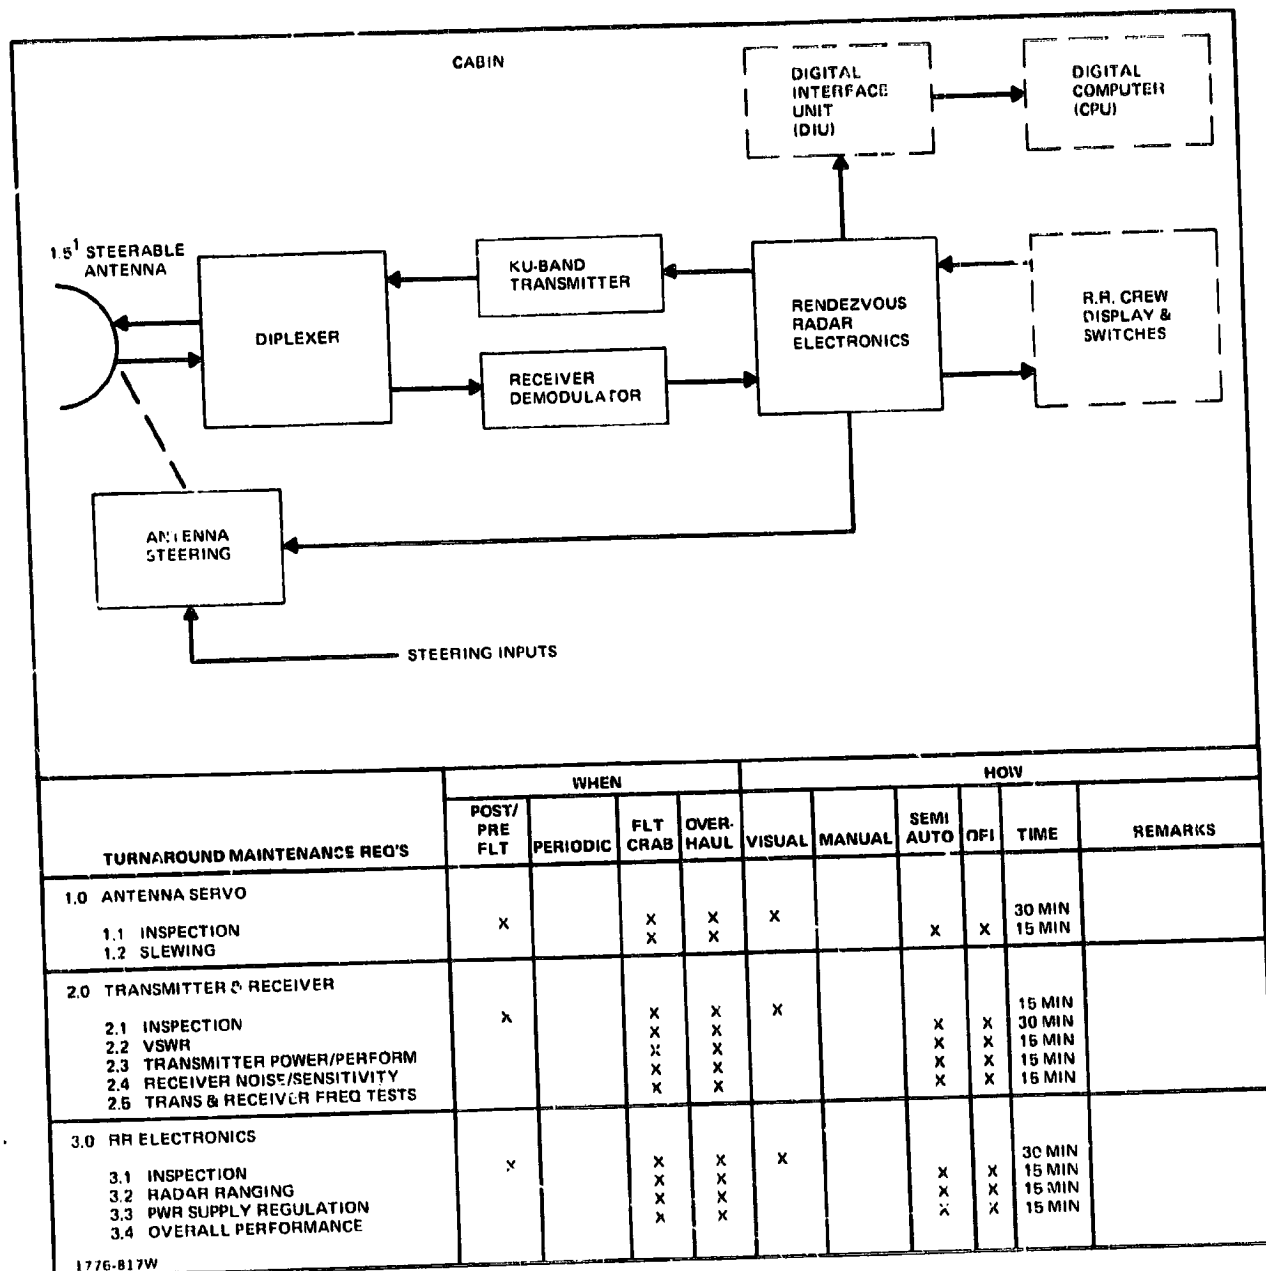 CABIN
DIGITAL
INTERFACE
UNIT
(DIU)
DIGITAL
COMPUTER
(CPU)
1.5¹ STEERABLE
ANTENNA
DIPLEXER
KU-BAND
TRANSMITTER
RECEIVER
DEMODULATOR
RENDEZVOUS
RADAR
ELECTRONICS
R.R. CREW
DISPLAY &
SWITCHES
ANTENNA
STEERING
STEERING INPUTS
WHEN HOW
TURNAROUND MAINTENANCE REQ'S POST/ PRE FLT PERIODIC FLT CRAB OVER-HAUL VISUAL MANUAL SEMI AUTO OFI TIME REMARKS
1.0 ANTENNA SERVO
1.1 INSPECTION X X X X 30 MIN
1.2 SLEWING X X X X 15 MIN
2.0 TRANSMITTER & RECEIVER
2.1 INSPECTION X X X X 15 MIN
2.2 VSWR X X X X 30 MIN
2.3 TRANSMITTER POWER/PERFORM X X X X 15 MIN
2.4 RECEIVER NOISE/SENSITIVITY X X X X 15 MIN
2.5 TRANS & RECEIVER FREQ TESTS X X X X 15 MIN
3.0 RR ELECTRONICS
3.1 INSPECTION X X X X 30 MIN
3.2 RADAR RANGING X X X X 15 MIN
3.3 PWR SUPPLY REGULATION X X X X 15 MIN
3.4 OVERALL PERFORMANCE X X X X 15 MIN
1776-817W